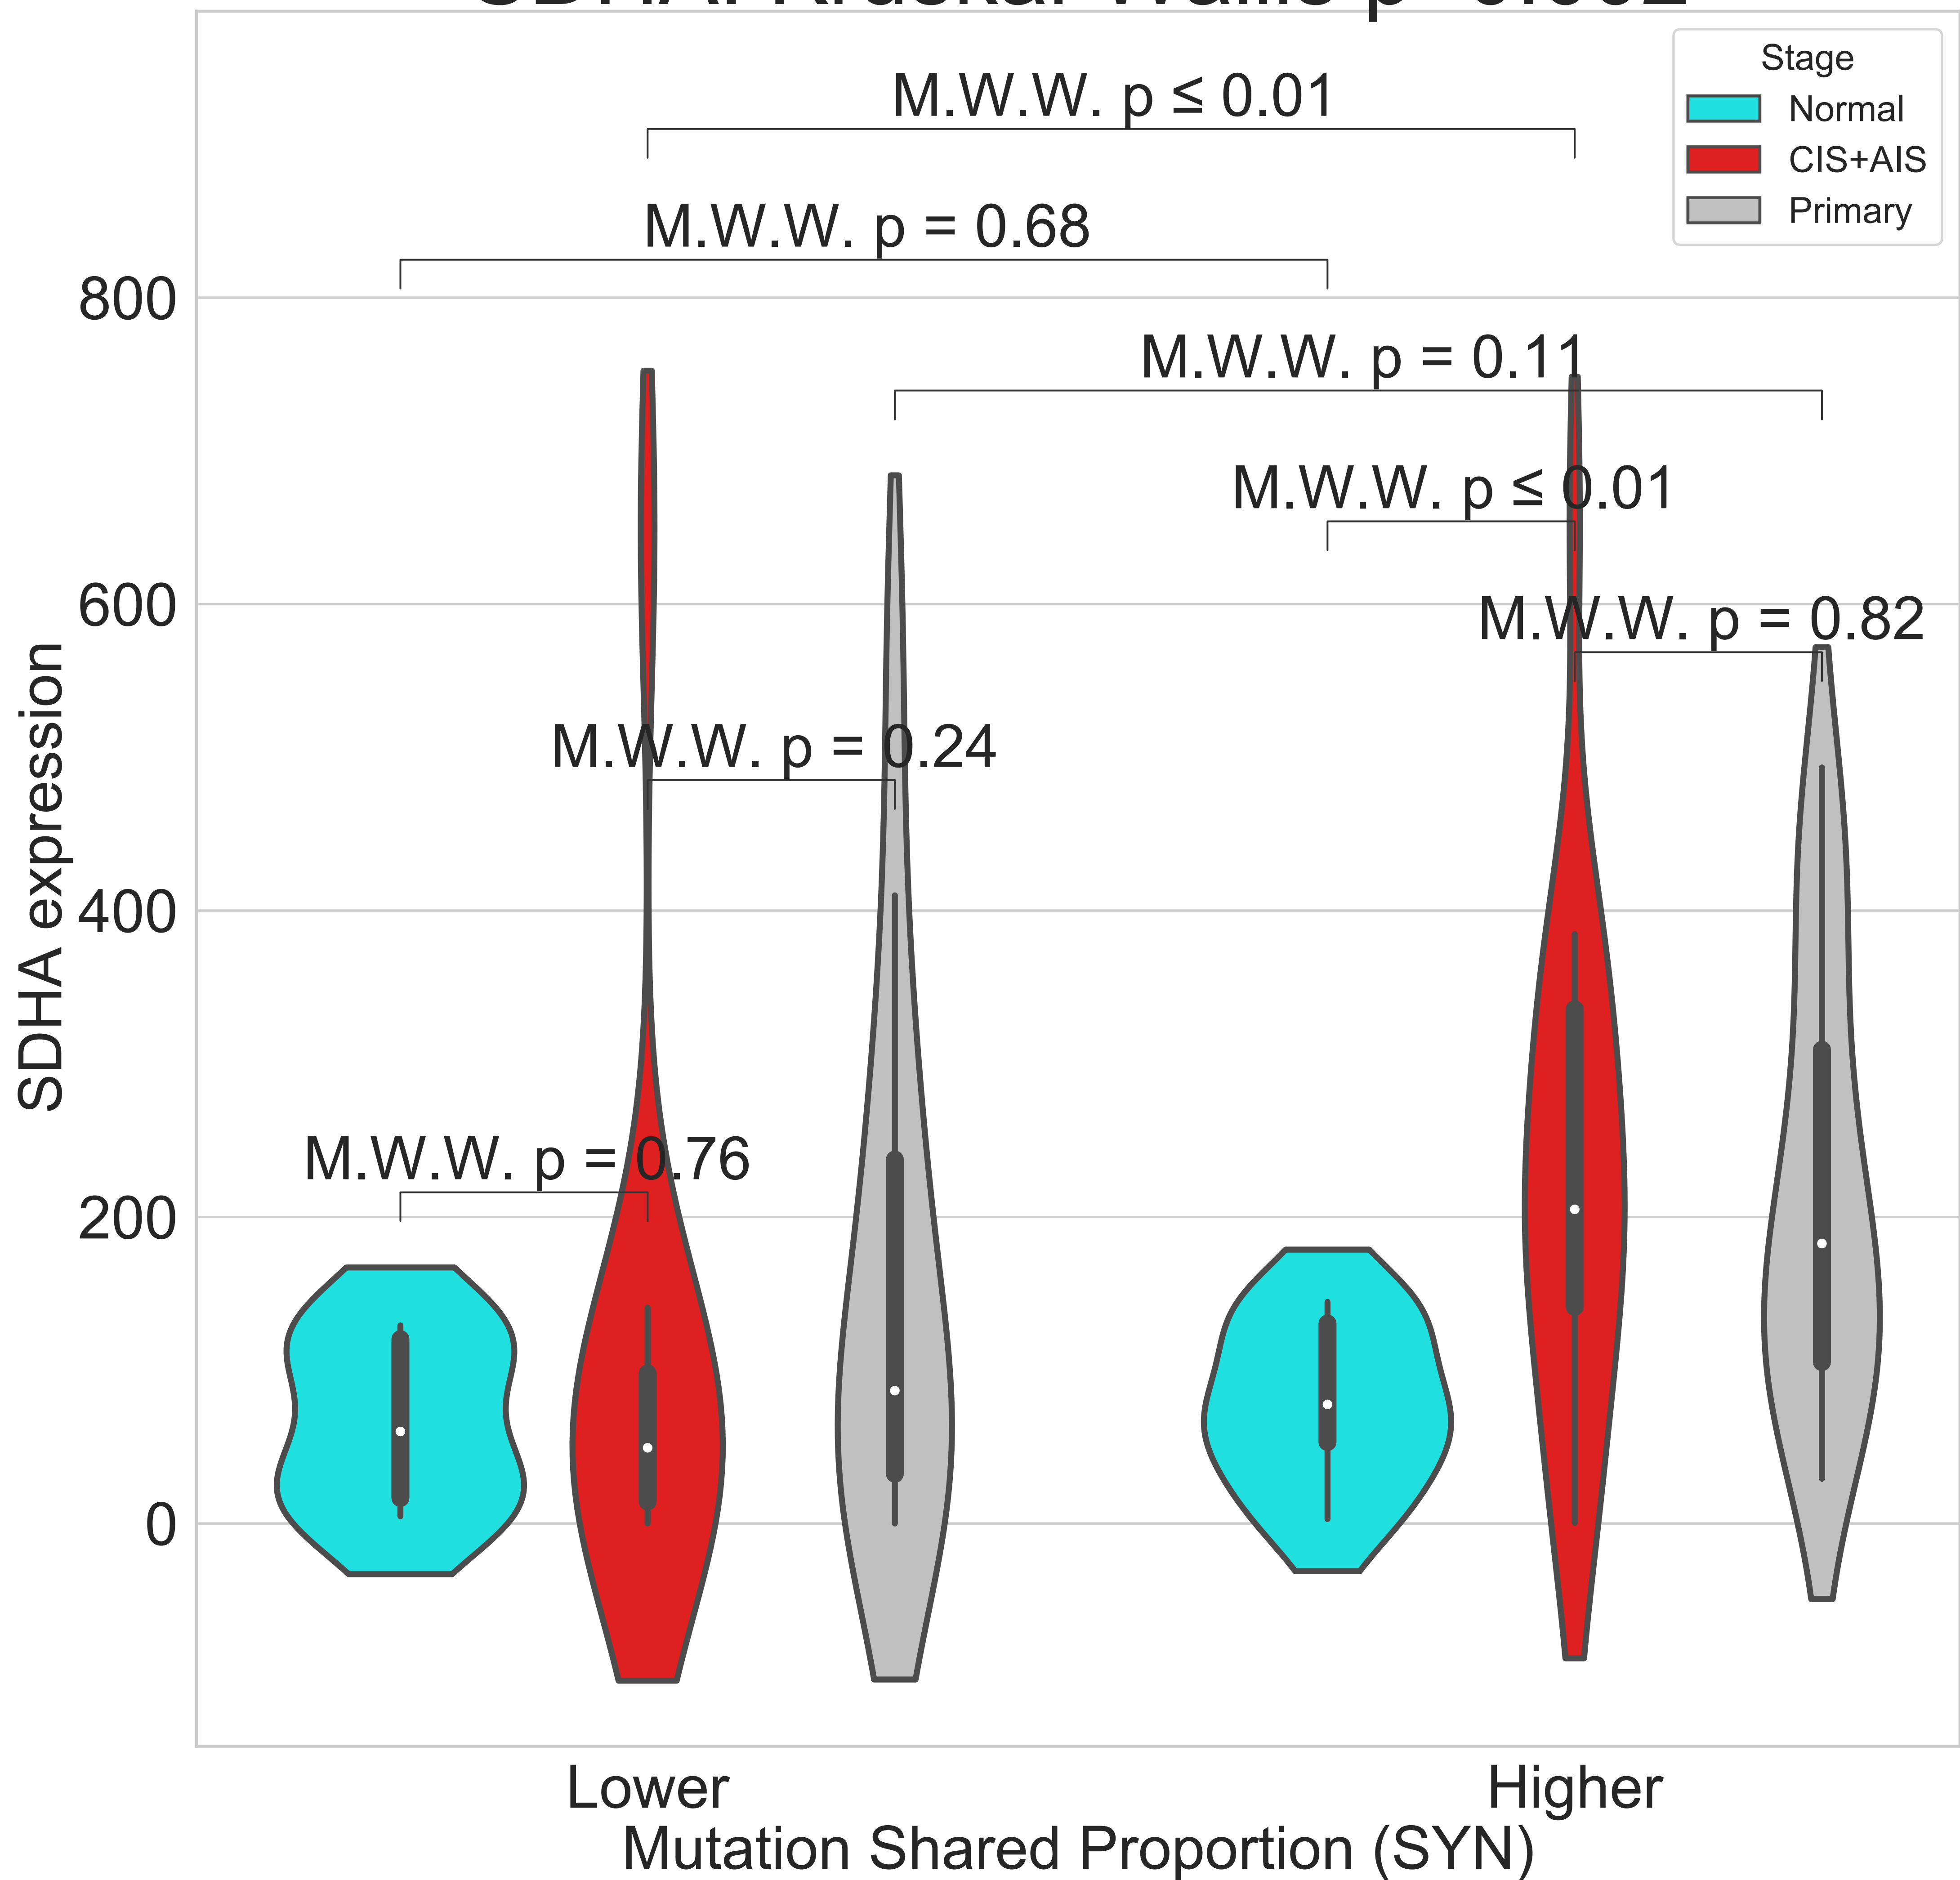 Stage
Normal
CIS+AIS
Primary
M.W.W. p ≤ 0.01
M.W.W. p = 0.68
M.W.W. p = 0.11
M.W.W. p ≤ 0.01
M.W.W. p = 0.82
M.W.W. p = 0.24
M.W.W. p = 0.76
SDHA expression
800
600
400
200
0
Lower
Higher
Mutation Shared Proportion (SYN)